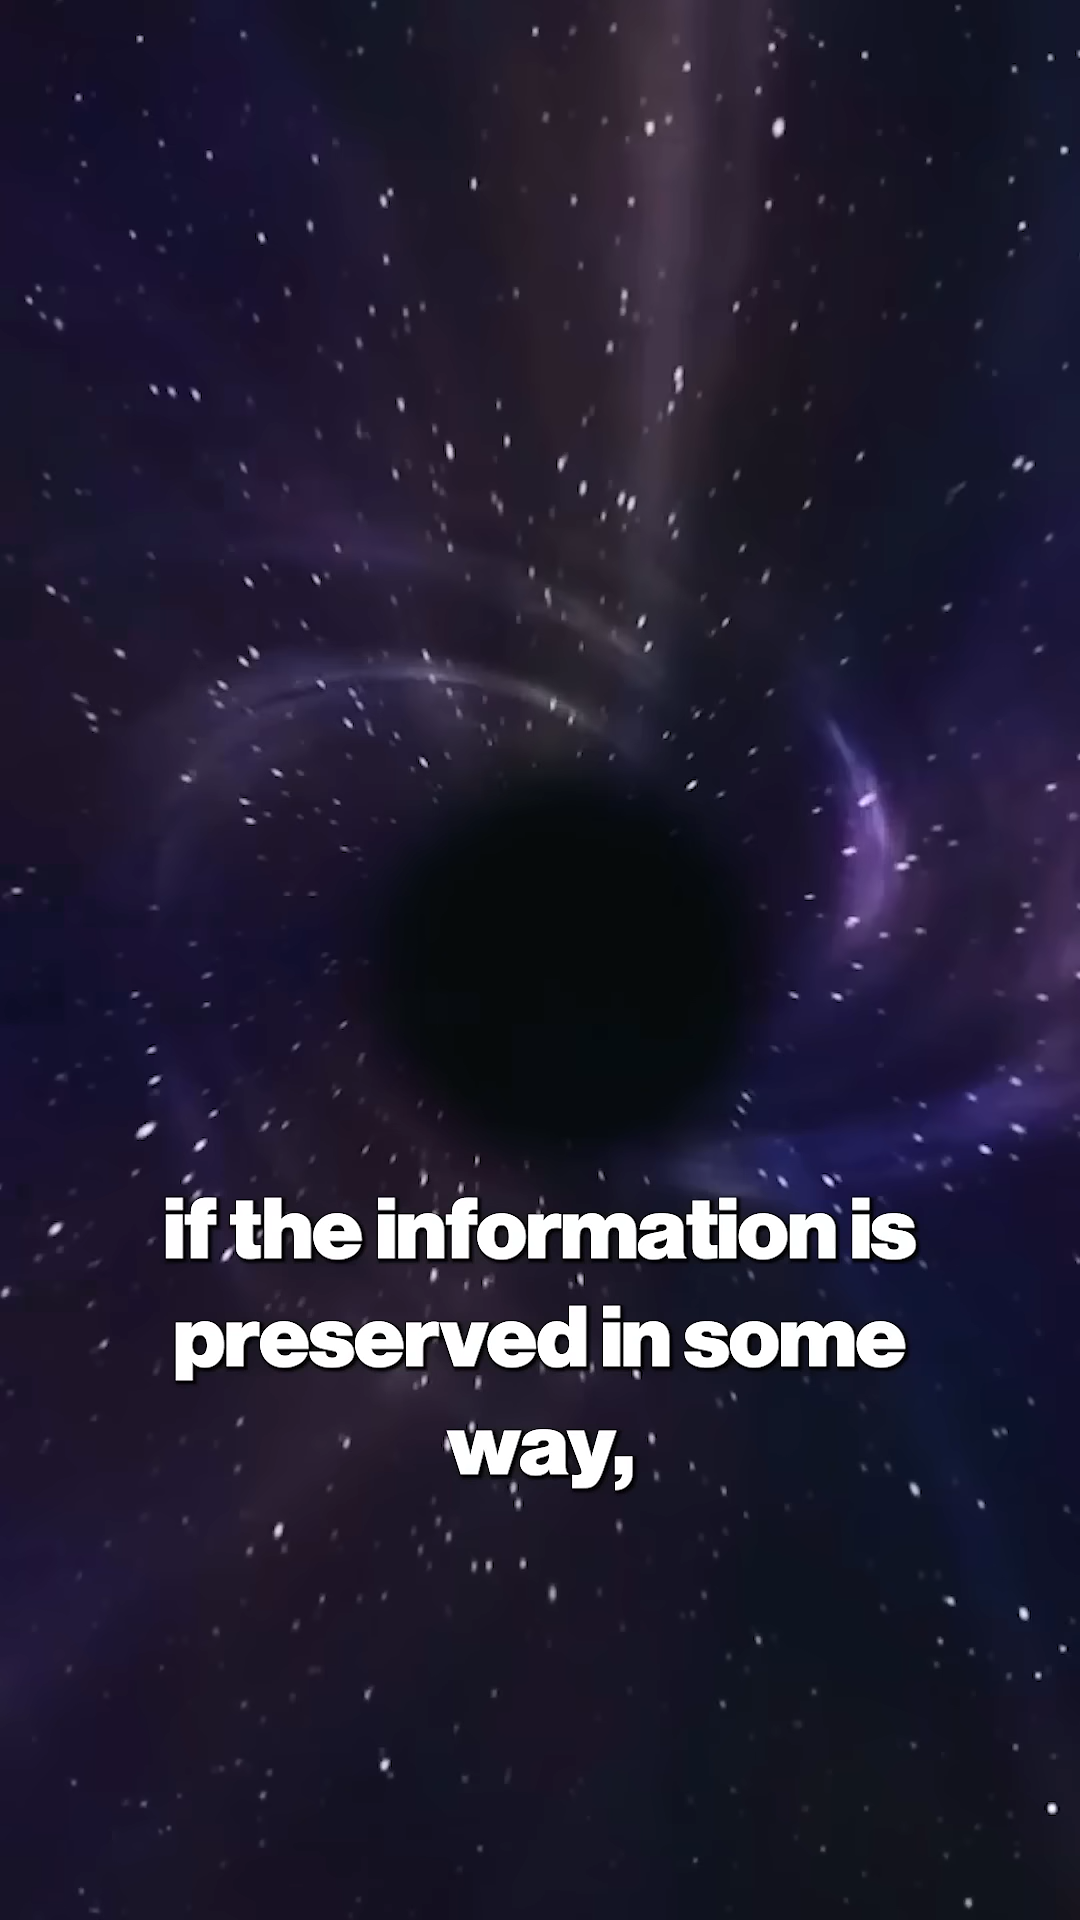 if the information is
preserved in some
way,